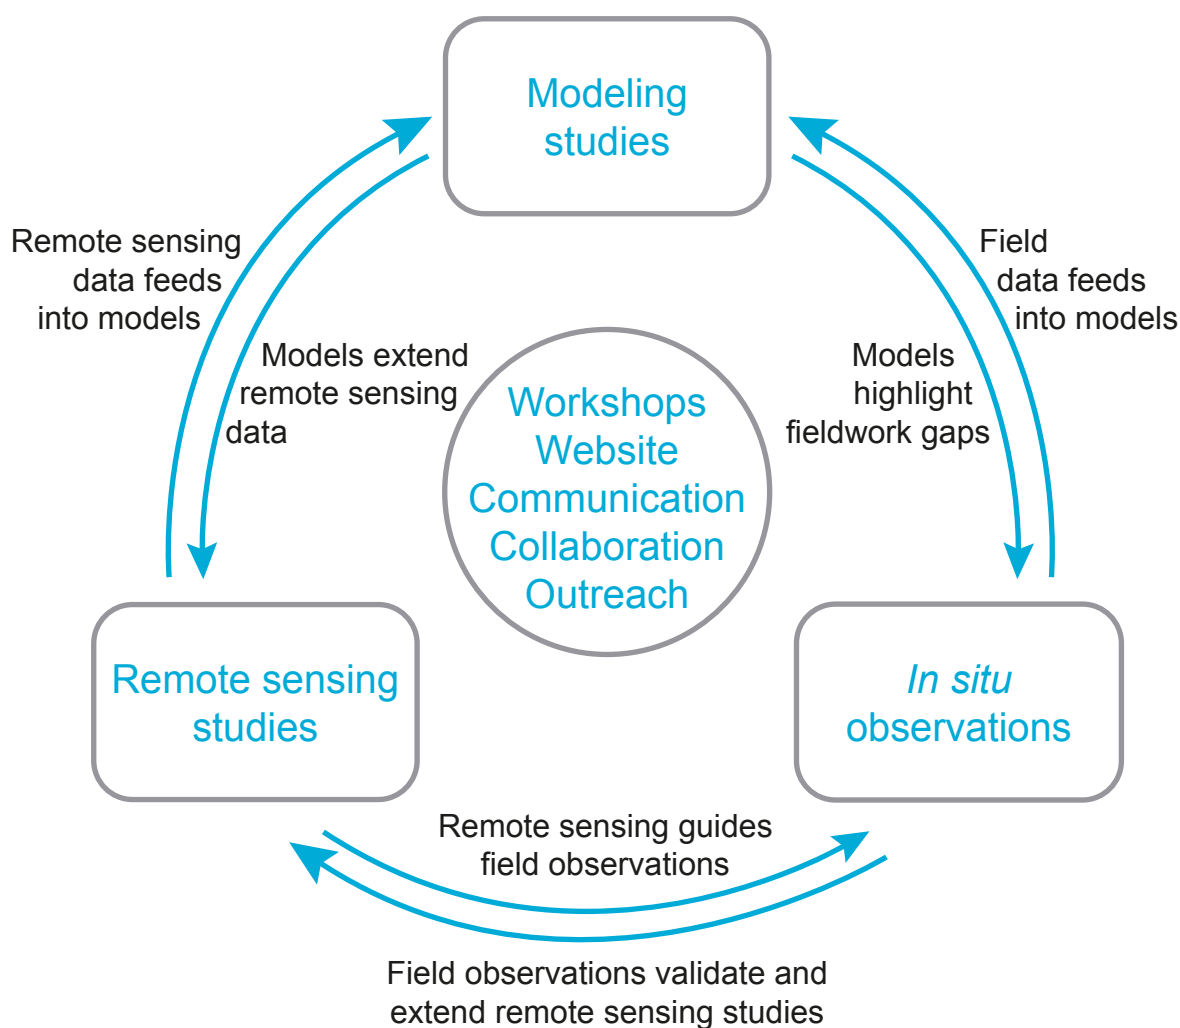 Modeling
studies
Remote sensing
data feeds
into models
Field
data feeds
into models
Models extend
remote sensing
data
Models
highlight
fieldwork gaps
Workshops
Website
Communication
Collaboration
Outreach
Remote sensing
studies
In situ
observations
Remote sensing guides
field observations
Field observations validate and
extend remote sensing studies